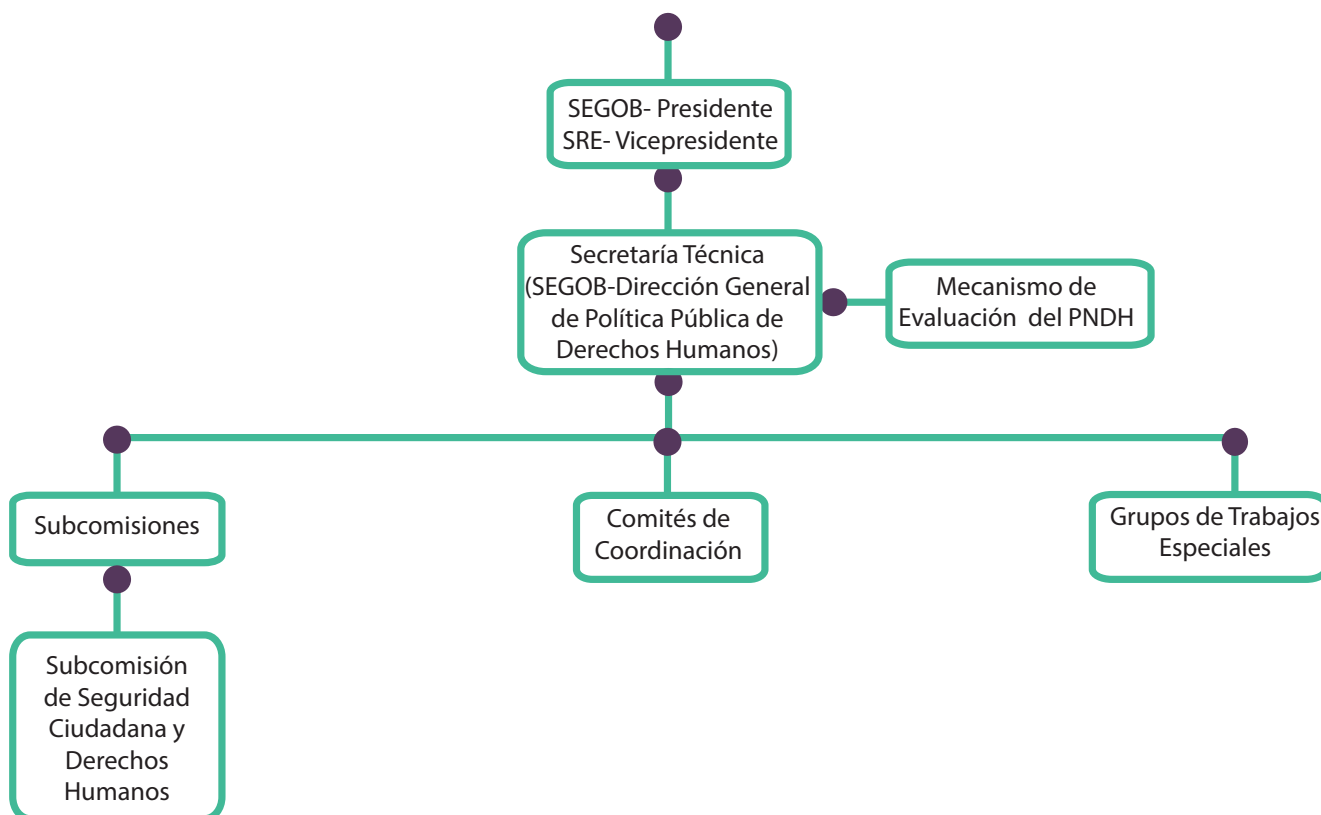 SEGOB- Presidente
SRE- Vicepresidente
Secretaría Técnica
(SEGOB-Dirección General
de Política Pública de
Derechos Humanos)
Mecanismo de
Evaluación del PNDH
Subcomisiones
Comités de
Coordinación
Grupos de Trabajos
Especiales
Subcomisión
de Seguridad
Ciudadana y
Derechos
Humanos